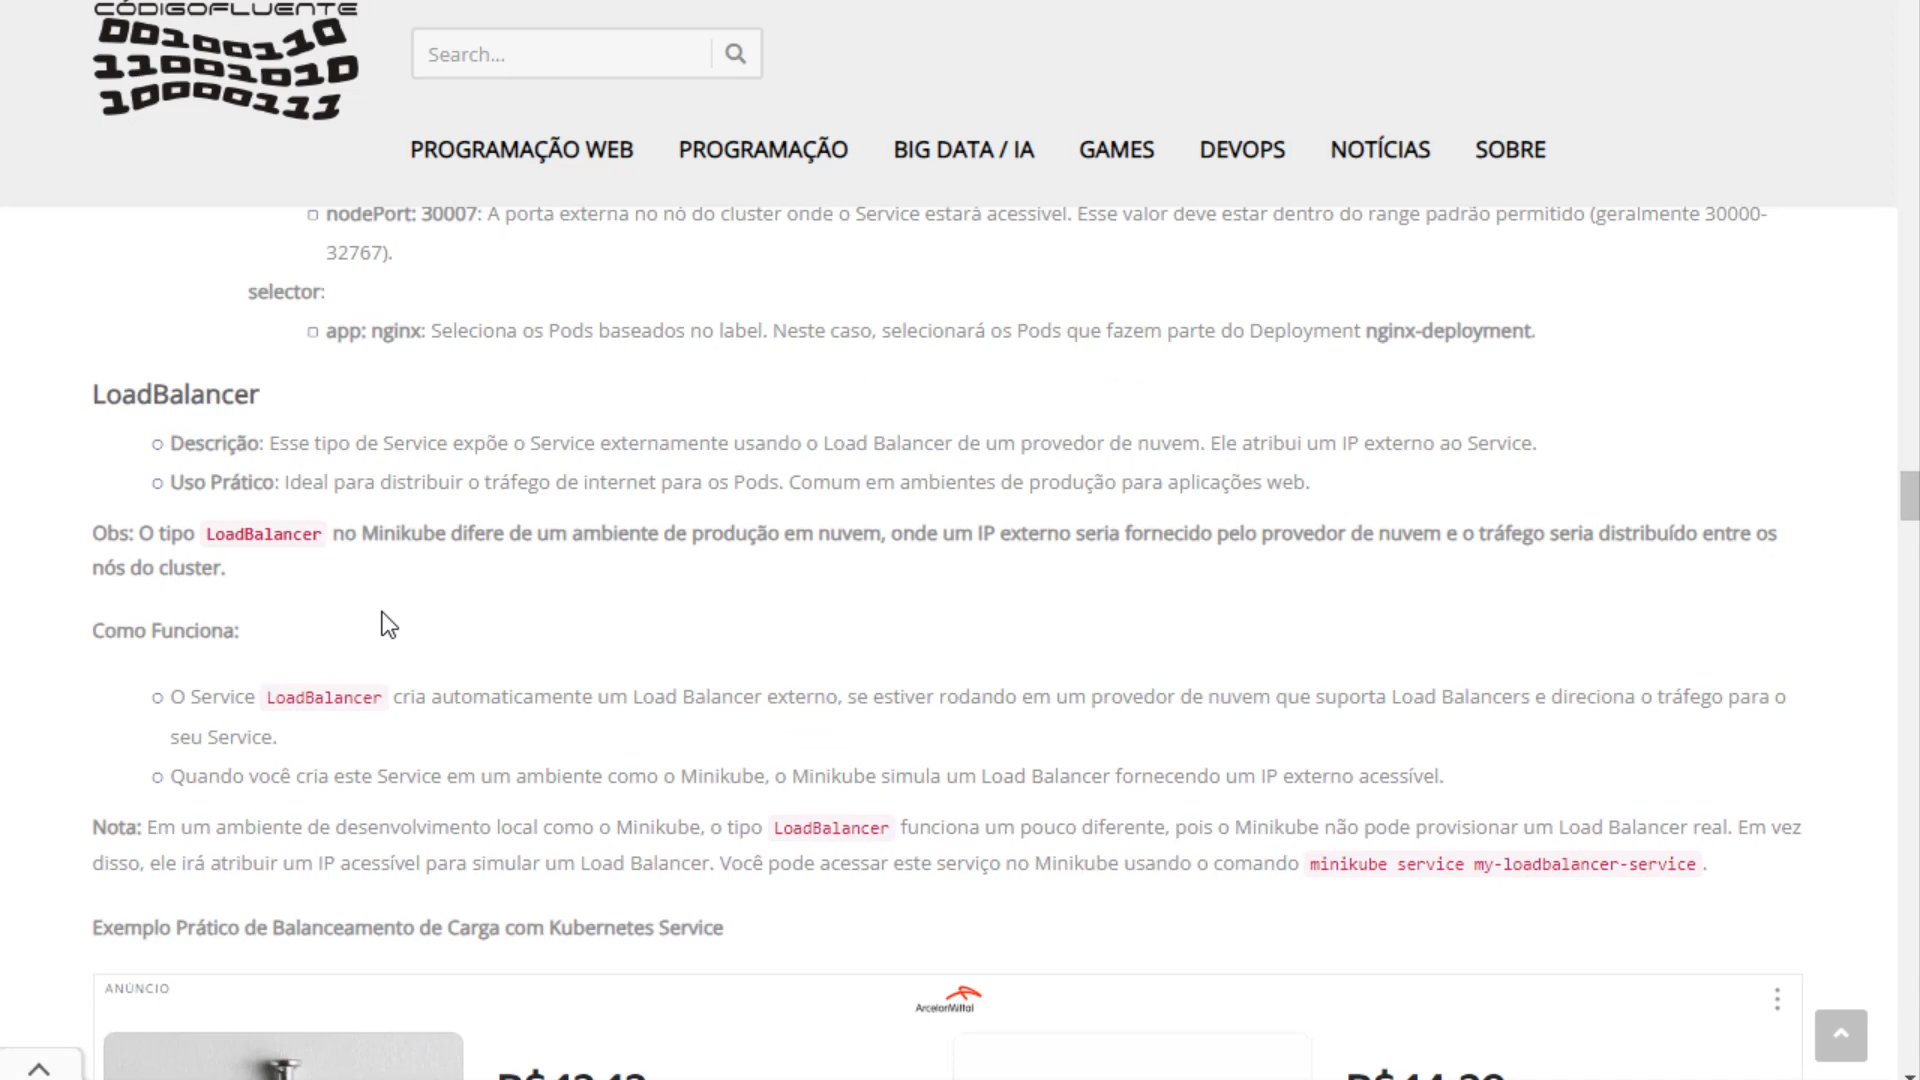 CÓDIGOFLUENTE
00100110
11001010
10000111
Search...
PROGRAMAÇÃO WEB PROGRAMAÇÃO BIG DATA / IA GAMES DEVOPS NOTÍCIAS SOBRE
nodePort: 30007: A porta externa no nó do cluster onde o Service estará acessível. Esse valor deve estar dentro do range padrão permitido (geralmente 30000-
32767).
selector:
app: nginx: Seleciona os Pods baseados no label. Neste caso, selecionará os Pods que fazem parte do Deployment nginx-deployment.
LoadBalancer
Descrição: Esse tipo de Service expõe o Service externamente usando o Load Balancer de um provedor de nuvem. Ele atribui um IP externo ao Service.
Uso Prático: Ideal para distribuir o tráfego de internet para os Pods. Comum em ambientes de produção para aplicações web.
Obs: O tipo LoadBalancer no Minikube difere de um ambiente de produção em nuvem, onde um IP externo seria fornecido pelo provedor de nuvem e o tráfego seria distribuído entre os
nós do cluster.
Como Funciona:
O Service LoadBalancer cria automaticamente um Load Balancer externo, se estiver rodando em um provedor de nuvem que suporta Load Balancers e direciona o tráfego para o
seu Service.
Quando você cria este Service em um ambiente como o Minikube, o Minikube simula um Load Balancer fornecendo um IP externo acessível.
Nota: Em um ambiente de desenvolvimento local como o Minikube, o tipo LoadBalancer funciona um pouco diferente, pois o Minikube não pode provisionar um Load Balancer real. Em vez
disso, ele irá atribuir um IP acessível para simular um Load Balancer. Você pode acessar este serviço no Minikube usando o comando minikube service my-loadbalancer-service.
Exemplo Prático de Balanceamento de Carga com Kubernetes Service
ANÚNCIO
ArcelorMittal